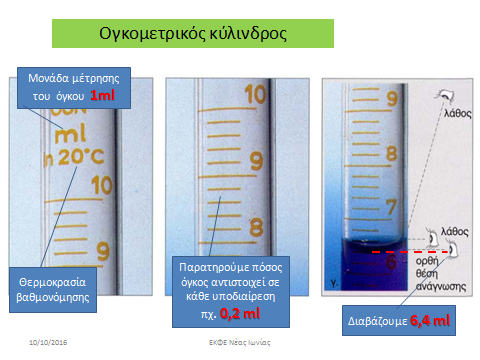 Ογκομετρικός κύλινδρος
Μονάδα μέτρησης
του όγκου 1ml
ml
n 20°C
10
9
Θερμοκρασία
βαθμονόμησης
10
9
8
Παρατηρούμε πόσος
όγκος αντιστοιχεί σε
κάθε υποδιαίρεση
πχ. 0,2 ml
9
8
7
6
λάθος
λάθος
ορθή
θέση
ανάγνωσης
γ.
Διαβάζουμε 6,4 ml
10/10/2016
ΕΚΦΕ Νέας Ιωνίας